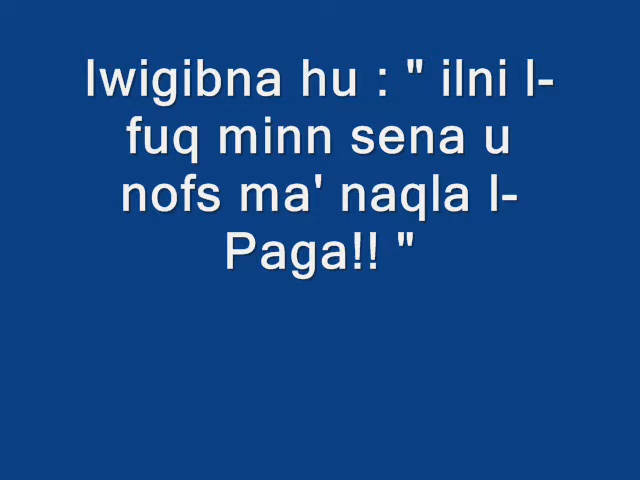 Iwigibna hu : " ilni l-
fuq minn sena u
nofs ma' naqla l-
Paga!! "